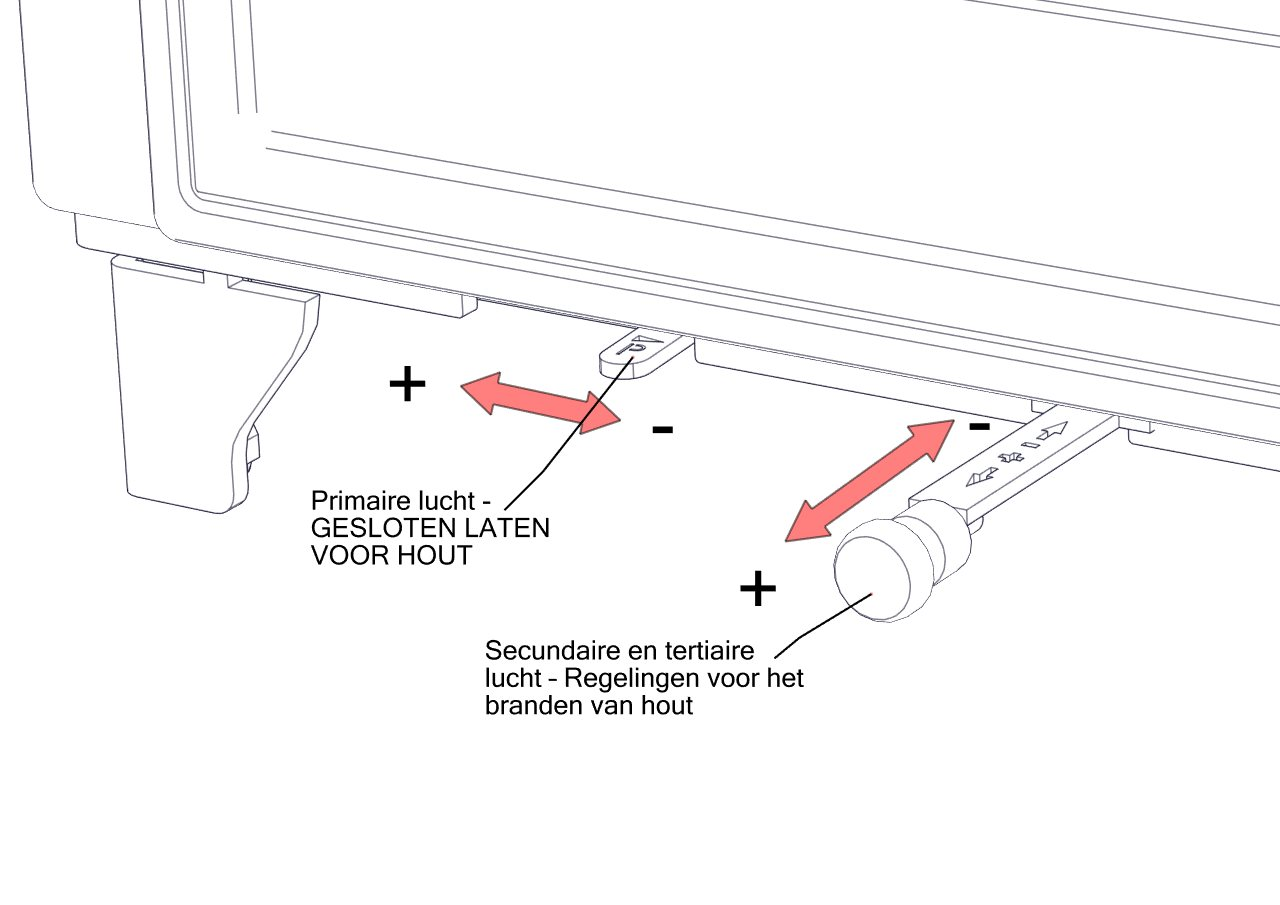 +
-
-
Primaire lucht -
GESLOTEN LATEN
VOOR HOUT
+
Secundaire en tertiaire
lucht - Regelingen voor het
branden van hout